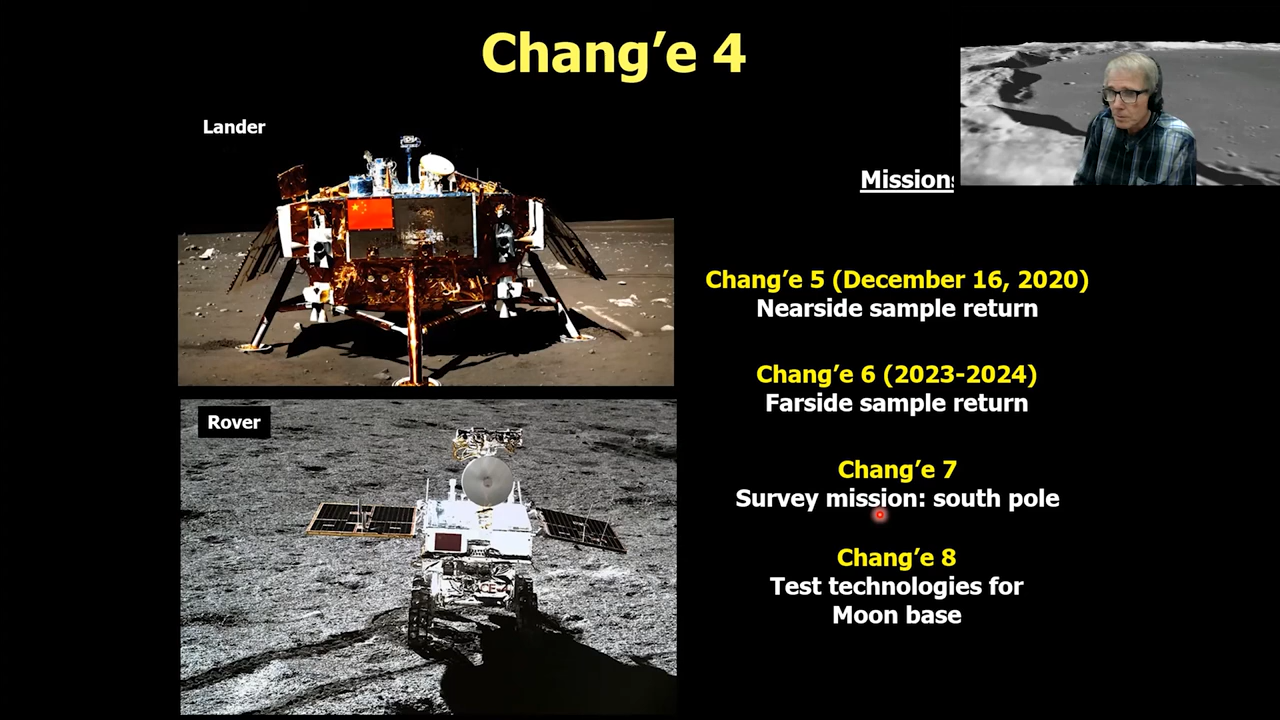 Chang’e 4
Lander
Missions
Chang’e 5 (December 16, 2020)
Nearside sample return
Chang’e 6 (2023-2024)
Farside sample return
Rover
Chang’e 7
Survey mission: south pole
Chang’e 8
Test technologies for
Moon base